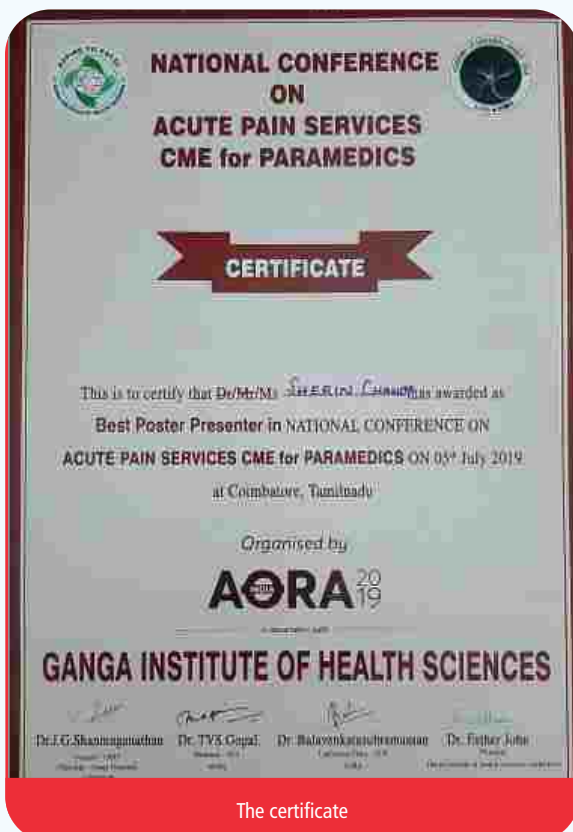 NATIONAL CONFERENCE
ON
ACUTE PAIN SERVICES
CME for PARAMEDICS
CERTIFICATE
This is to certify that Dr/Mr/Ms SHERIN has awarded as
Best Poster Presenter in NATIONAL CONFERENCE ON
ACUTE PAIN SERVICES CME for PARAMEDICS ON 05th July 2019
at Coimbatore, Tamilnadu
Organised by
AORA 2019
GANGA INSTITUTE OF HEALTH SCIENCES
Dr.J.G.Shanmuganathan Dr. TVS Gopal Dr. Balavenkatasubramanian Dr. Esther John
The certificate